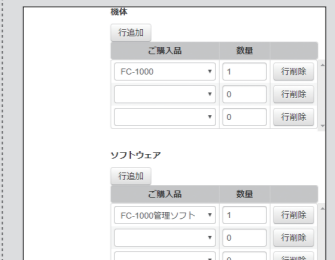 機体
行追加
ご購入品 数量
FC-1000 1 行削除
0 行削除
0 行削除
ソフトウェア
行追加
ご購入品 数量
FC-1000管理ソフト 1 行削除
0 行削除
0 行削除